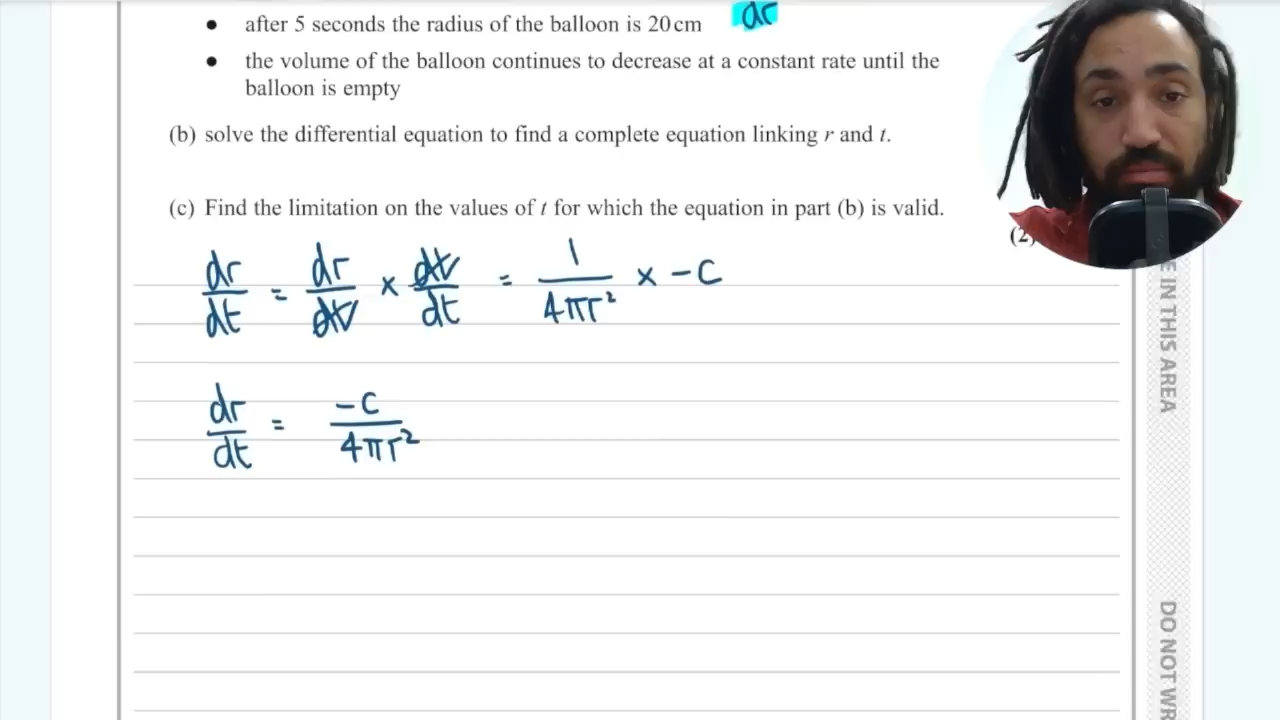 • after 5 seconds the radius of the balloon is 20 cm
dr
• the volume of the balloon continues to decrease at a constant rate until the
balloon is empty
(b) solve the differential equation to find a complete equation linking r and t.
(c) Find the limitation on the values of t for which the equation in part (b) is valid.
(2)
dr/dt = dr/dv × dv/dt = 1/4πr² × -c
dr/dt = -c/4πr²
E IN THIS AREA
DO NOT WR